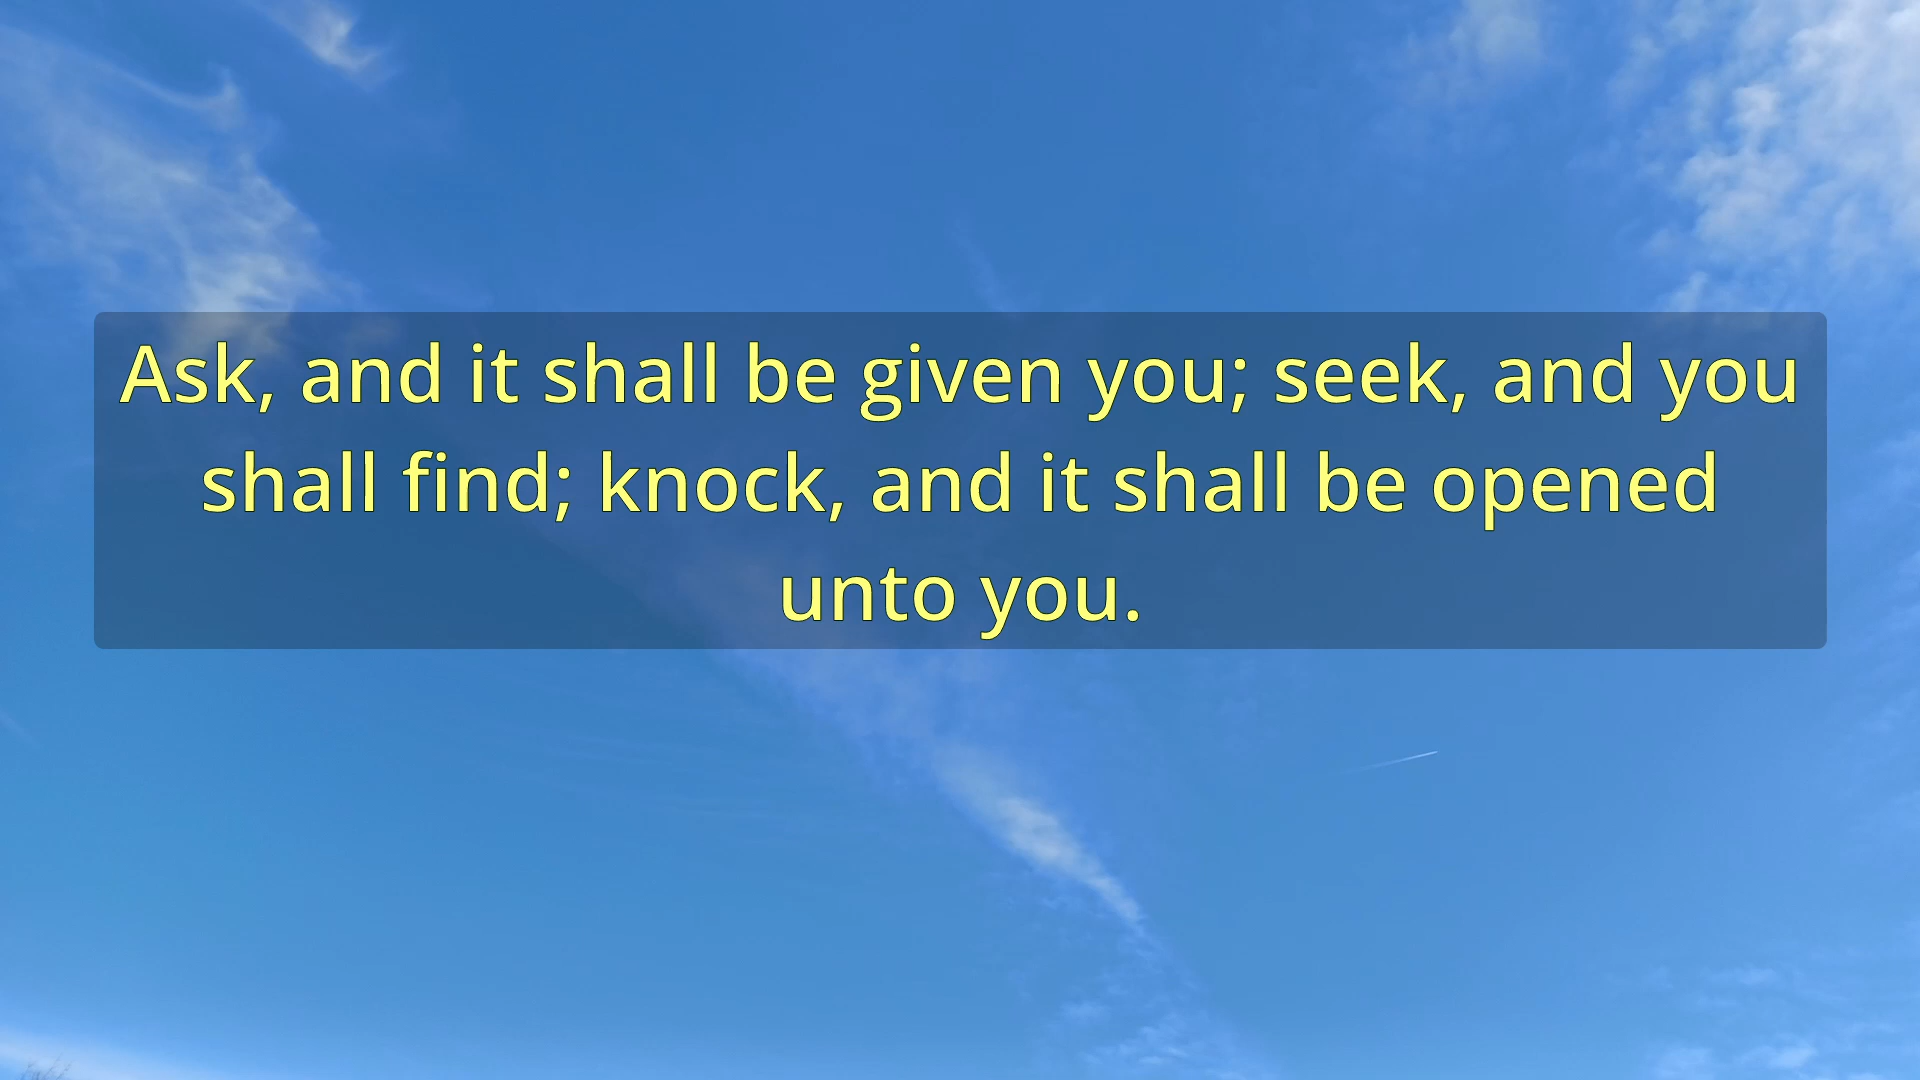 Ask, and it shall be given you; seek, and you
shall find; knock, and it shall be opened
unto you.